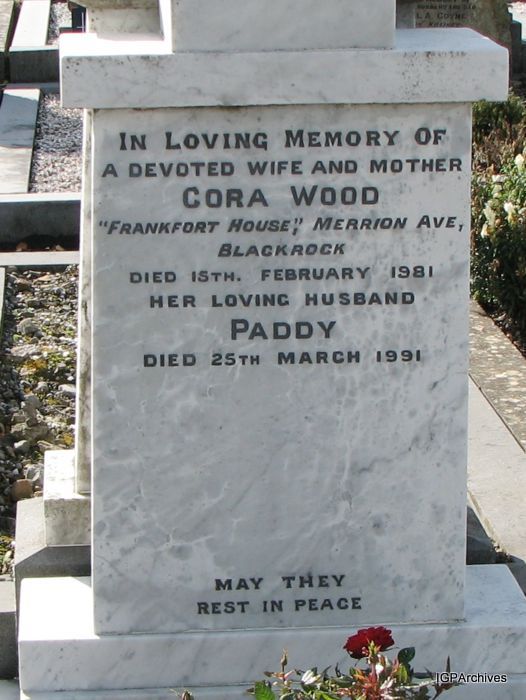 L.A COYNE
IN LOVING MEMORY OF
A DEVOTED WIFE AND MOTHER
CORA WOOD
"FRANKFORT HOUSE," MERRION AVE,
BLACKROCK
DIED 15TH. FEBRUARY 1981
HER LOVING HUSBAND
PADDY
DIED 25TH MARCH 1991
MAY THEY
REST IN PEACE
IGPArchives